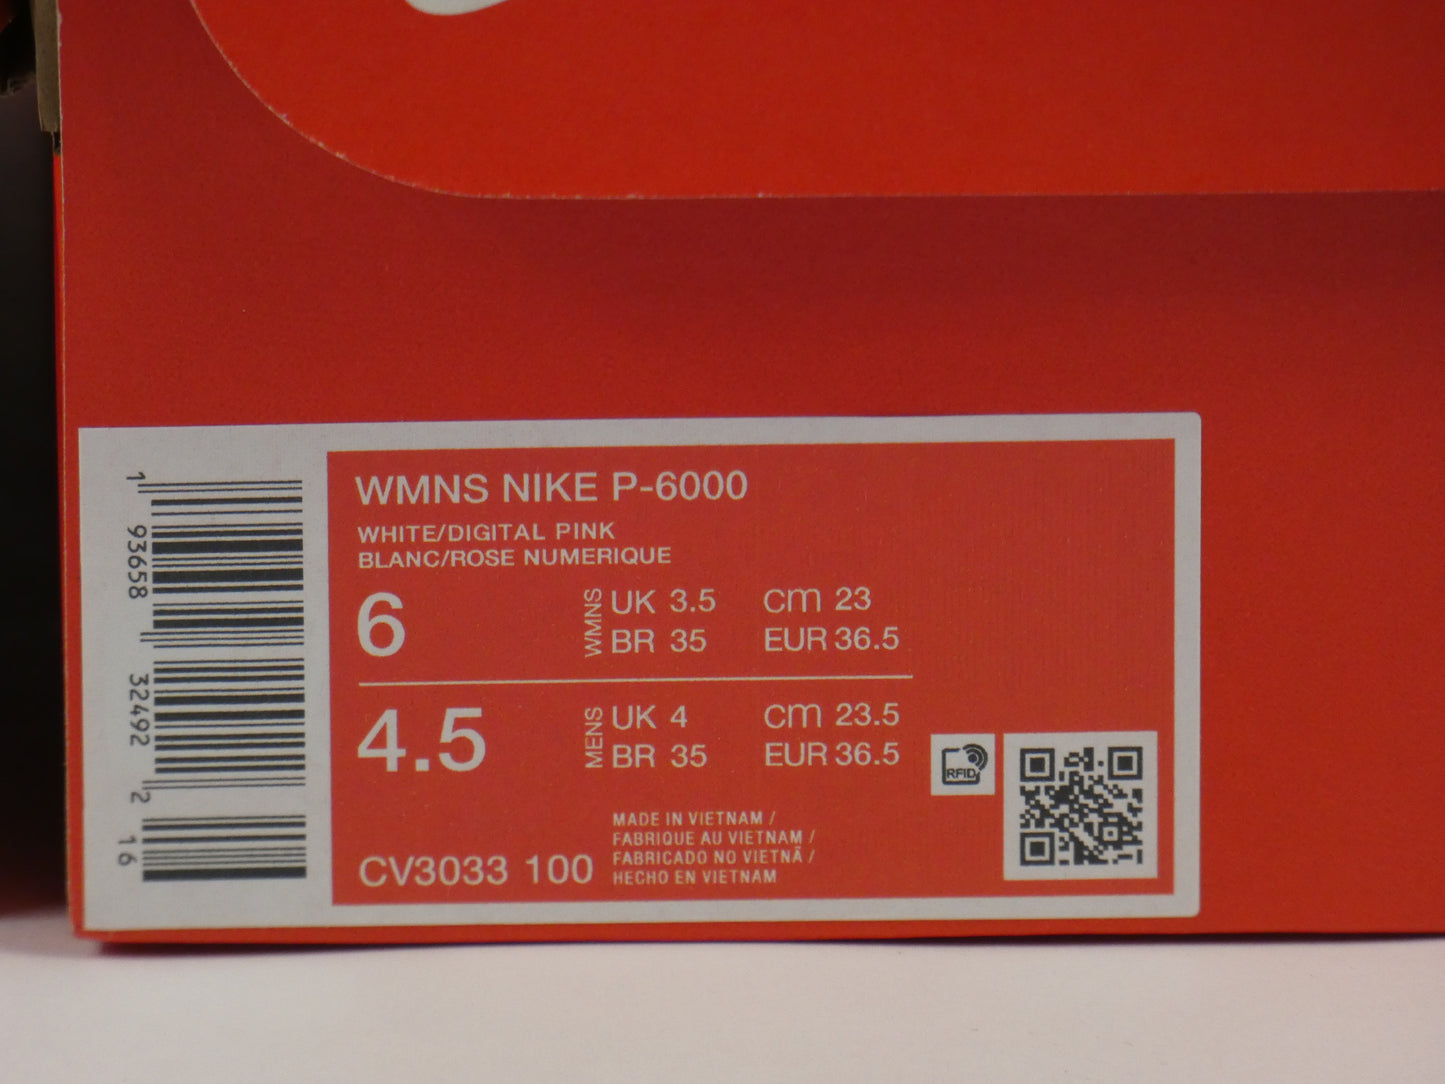 WMNS NIKE P-6000
WHITE/DIGITAL PINK
BLANC/ROSE NUMERIQUE
6 WMNS UK 3.5 cm 23
BR 35 EUR 36.5
4.5 MENS UK 4 cm 23.5
BR 35 EUR 36.5
CV3033 100
MADE IN VIETNAM /
FABRIQUE AU VIETNAM /
FABRICADO NO VIETNÃ /
HECHO EN VIETNAM
RFID
1 93658 32492 2 16